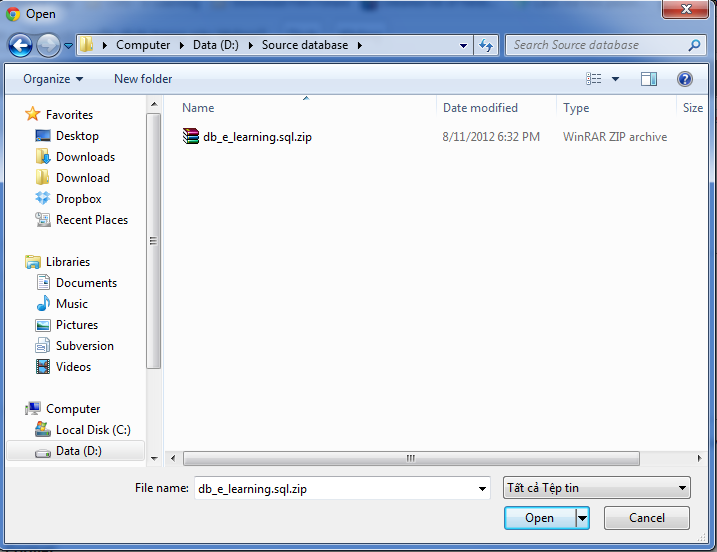 Open
Computer Data (D:) Source database
Search Source database
Organize New folder
Name Date modified Type Size
db_e_learning.sql.zip 8/11/2012 6:32 PM WinRAR ZIP archive
Favorites
Desktop
Downloads
Download
Dropbox
Recent Places
Libraries
Documents
Music
Pictures
Subversion
Videos
Computer
Local Disk (C:)
Data (D:)
File name: db_e_learning.sql.zip
Tất cả Tệp tin
Open Cancel